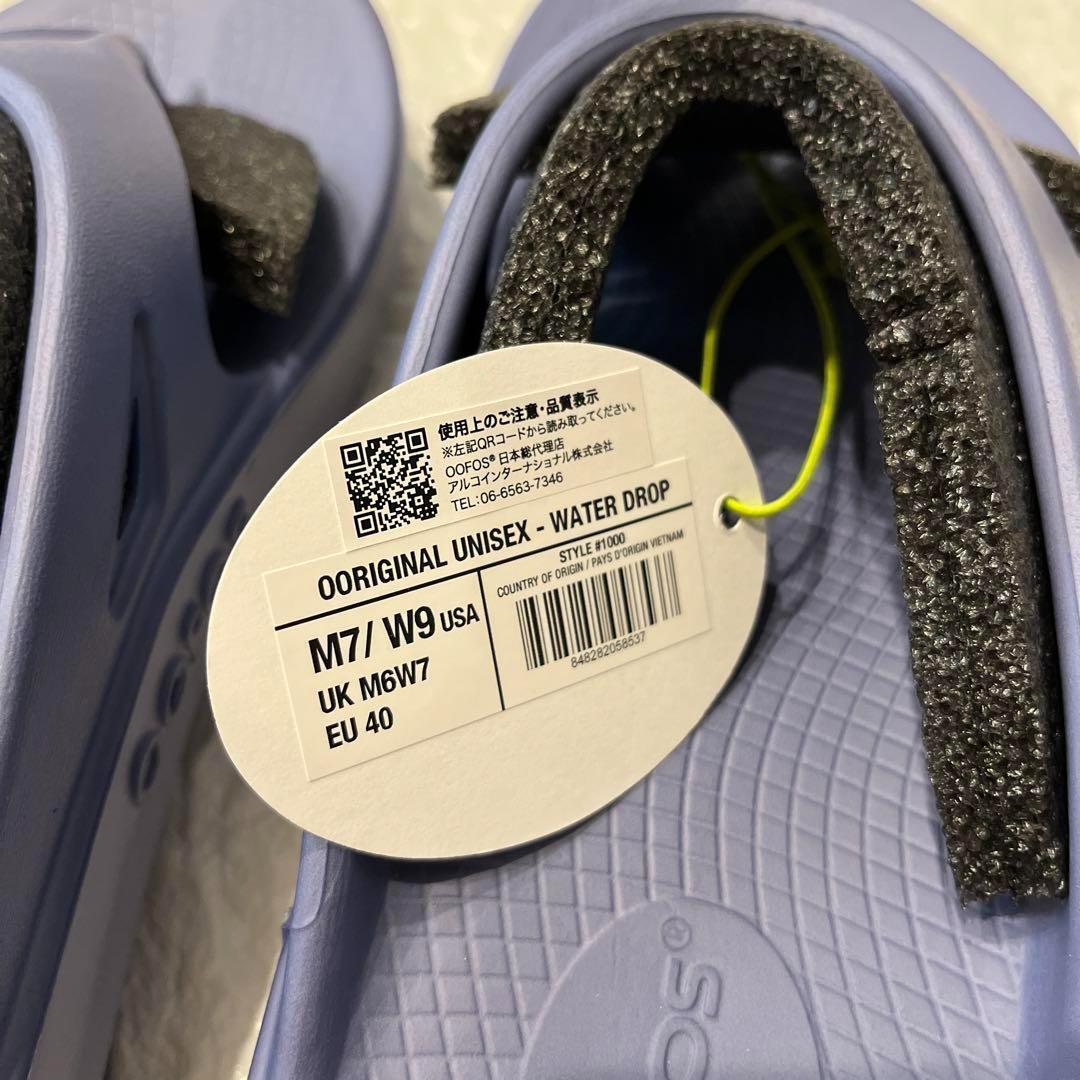 使用上のご注意・品質表示
※左記QRコードから読み取ってください。
OOFOS® 日本総代理店
アルコインターナショナル株式会社
TEL:06-6563-7346
OORIGINAL UNISEX - WATER DROP
M7/ W9 USA
UK M6W7
EU 40
STYLE #1000
COUNTRY OF ORIGIN / PAYS D'ORIGIN VIETNAM
848282058537
OS®